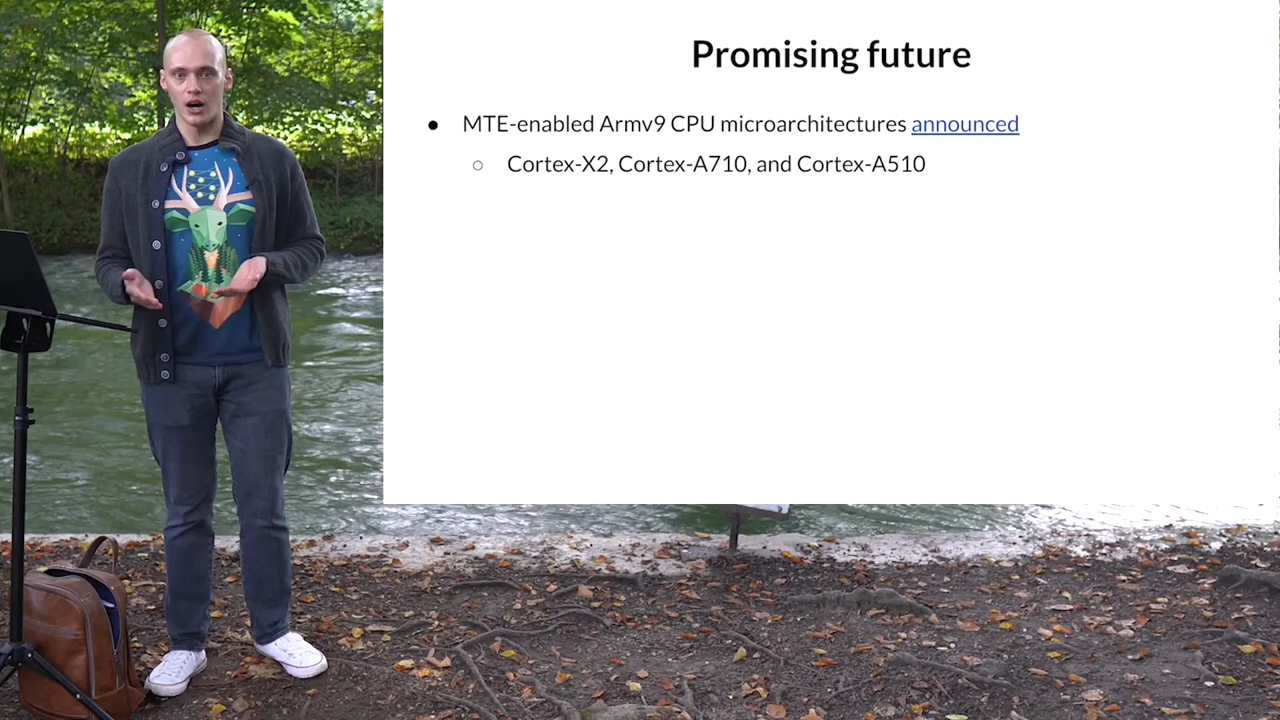 Promising future
● MTE-enabled Armv9 CPU microarchitectures announced
○ Cortex-X2, Cortex-A710, and Cortex-A510